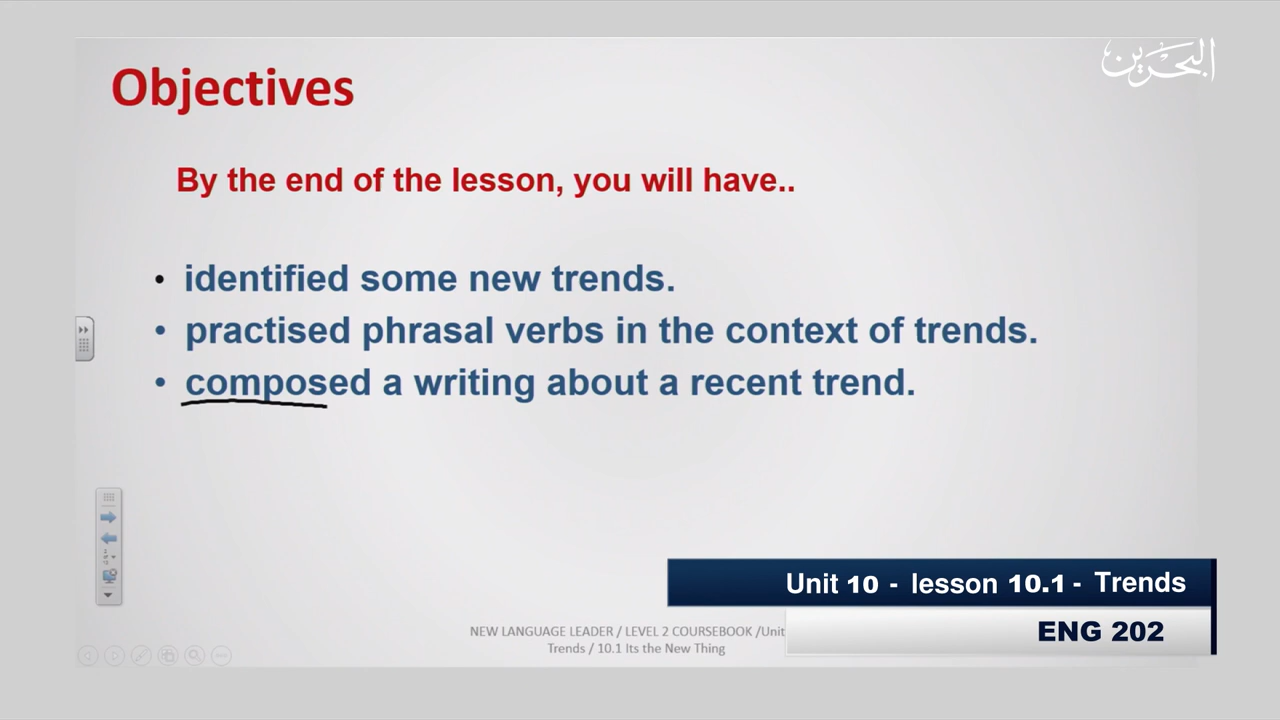 البحرين
Objectives
By the end of the lesson, you will have..
• identified some new trends.
• practised phrasal verbs in the context of trends.
• composed a writing about a recent trend.
Unit 10 - lesson 10.1 - Trends
ENG 202
NEW LANGUAGE LEADER / LEVEL 2 COURSEBOOK /Unit
Trends / 10.1 Its the New Thing